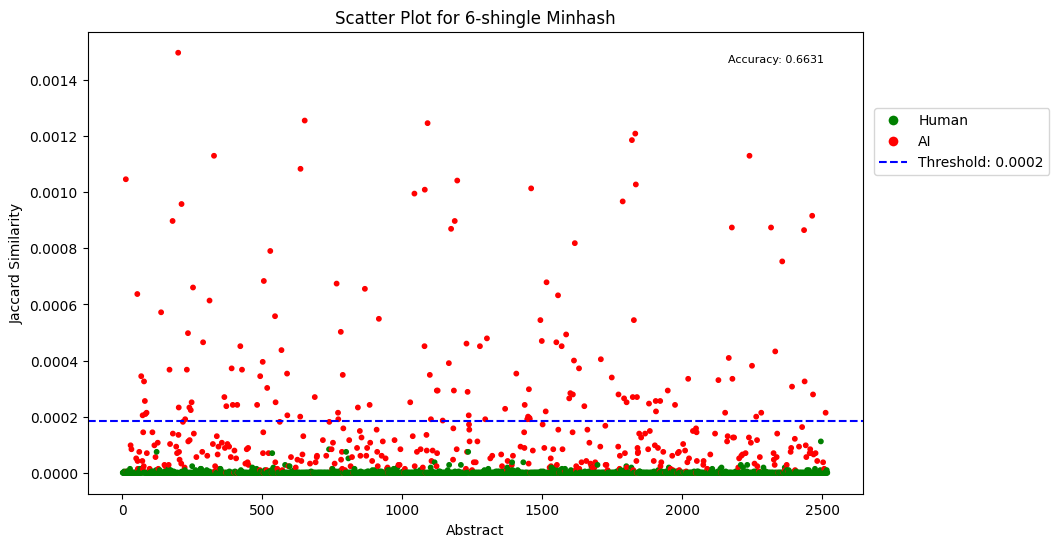 Scatter Plot for 6-shingle Minhash
Accuracy: 0.6631
0.0014
0.0012
0.0010
0.0008
0.0006
0.0004
0.0002
0.0000
Jaccard Similarity
0
500
1000
1500
2000
2500
Abstract
Human
AI
Threshold: 0.0002